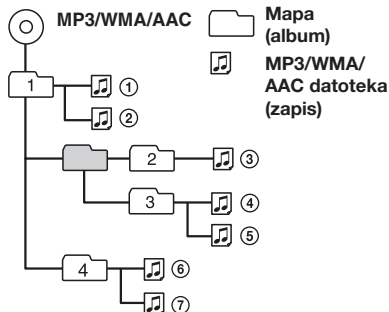 MP3/WMA/AAC
Mapa
(album)
MP3/WMA/
AAC datoteka
(zapis)
1
①
②
2
③
3
④
⑤
4
⑥
⑦